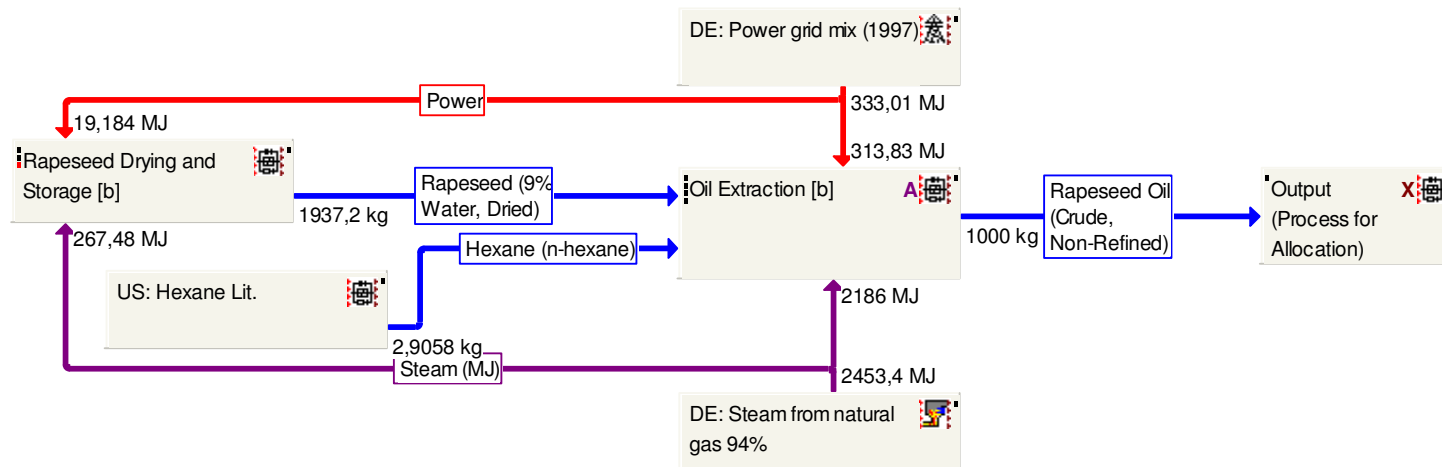 DE: Power grid mix (1997)
Power
333,01 MJ
19,184 MJ
313,83 MJ
Rapeseed Drying and
Storage [b]
Rapeseed (9%
Water, Dried)
1937,2 kg
Oil Extraction [b]
A
Rapeseed Oil
(Crude,
Non-Refined)
1000 kg
Output
(Process for
Allocation)
X
267,48 MJ
Hexane (n-hexane)
US: Hexane Lit.
2,9058 kg
2186 MJ
Steam (MJ)
2453,4 MJ
DE: Steam from natural
gas 94%